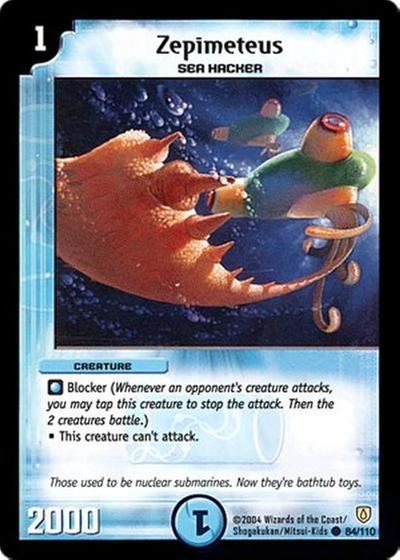 1
Zepimeteus
SEA HACKER
CREATURE
Blocker (Whenever an opponent's creature attacks,
you may tap this creature to stop the attack. Then the
2 creatures battle.)
▪ This creature can't attack.
Those used to be nuclear submarines. Now they're bathtub toys.
2000
1
©2004 Wizards of the Coast/
Shogakukan/Mitsui-Kids ● 84/110